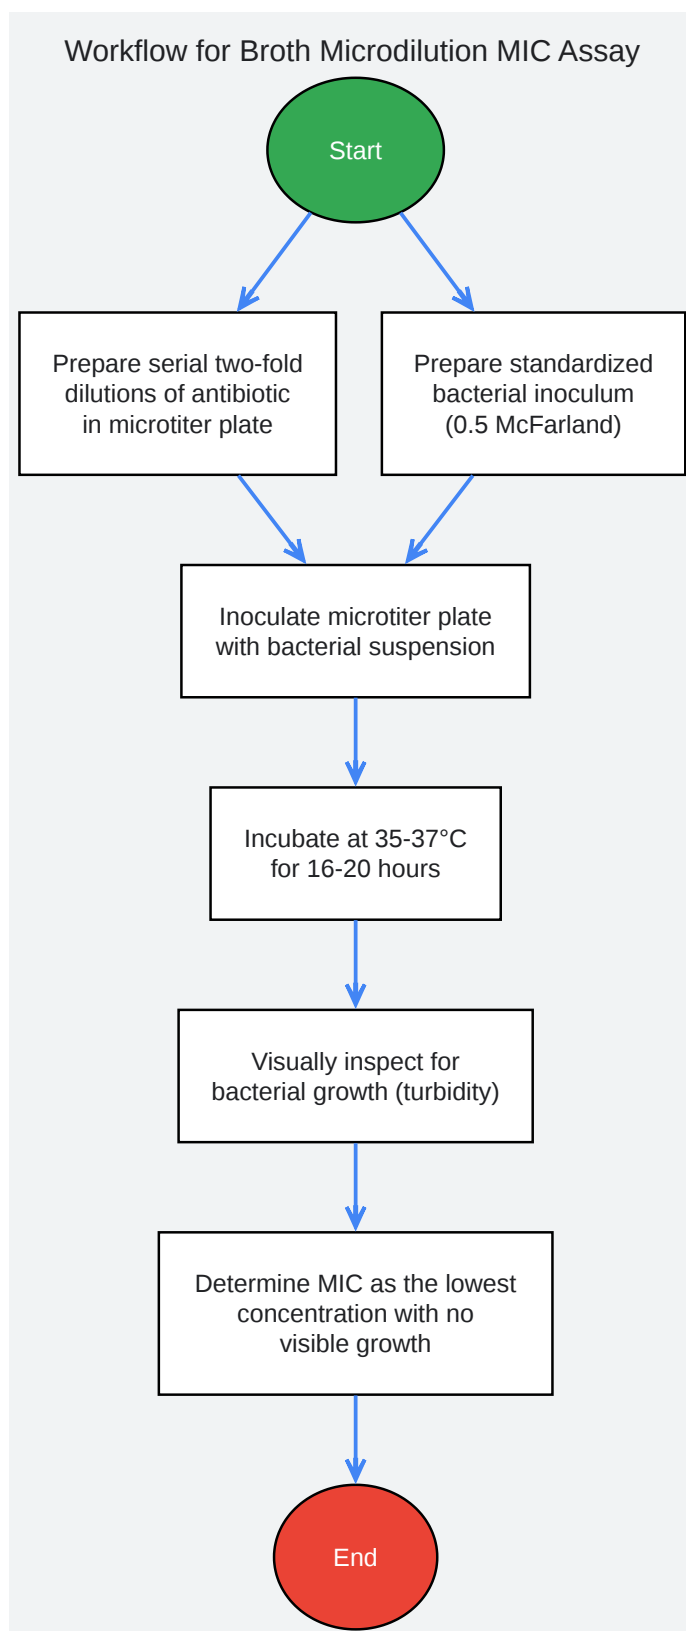 Workflow for Broth Microdilution MIC Assay
Start
Prepare serial two-fold
dilutions of antibiotic
in microtiter plate
Prepare standardized
bacterial inoculum
(0.5 McFarland)
Inoculate microtiter plate
with bacterial suspension
Incubate at 35-37°C
for 16-20 hours
Visually inspect for
bacterial growth (turbidity)
Determine MIC as the lowest
concentration with no
visible growth
End